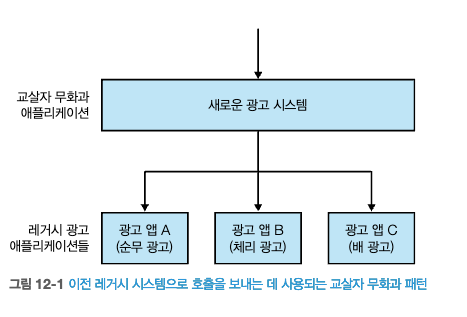 교살자 무화과
애플리케이션
새로운 광고 시스템
레거시 광고
애플리케이션들
광고 앱 A
(순무 광고)
광고 앱 B
(체리 광고)
광고 앱 C
(배 광고)
그림 12-1 이전 레거시 시스템으로 호출을 보내는 데 사용되는 교살자 무화과 패턴